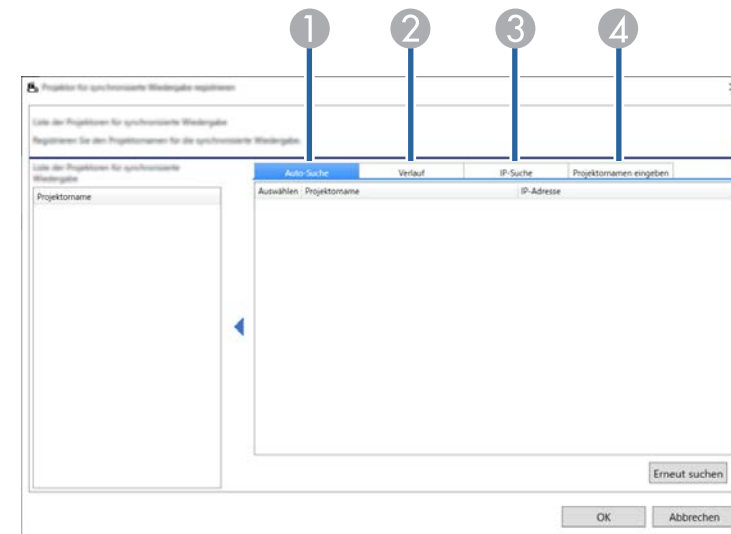 1 2 3 4
Projektor für synchronisierte Wiedergabe registrieren
Liste der Projektoren für synchronisierte Wiedergabe
Registrieren Sie den Projektornamen für die synchronisierte Wiedergabe.
Liste der Projektoren für synchronisierte
Wiedergabe
Auto-Suche Verlauf IP-Suche Projektornamen eingeben
Projektorname
Auswählen Projektorname IP-Adresse
Erneut suchen
OK Abbrechen